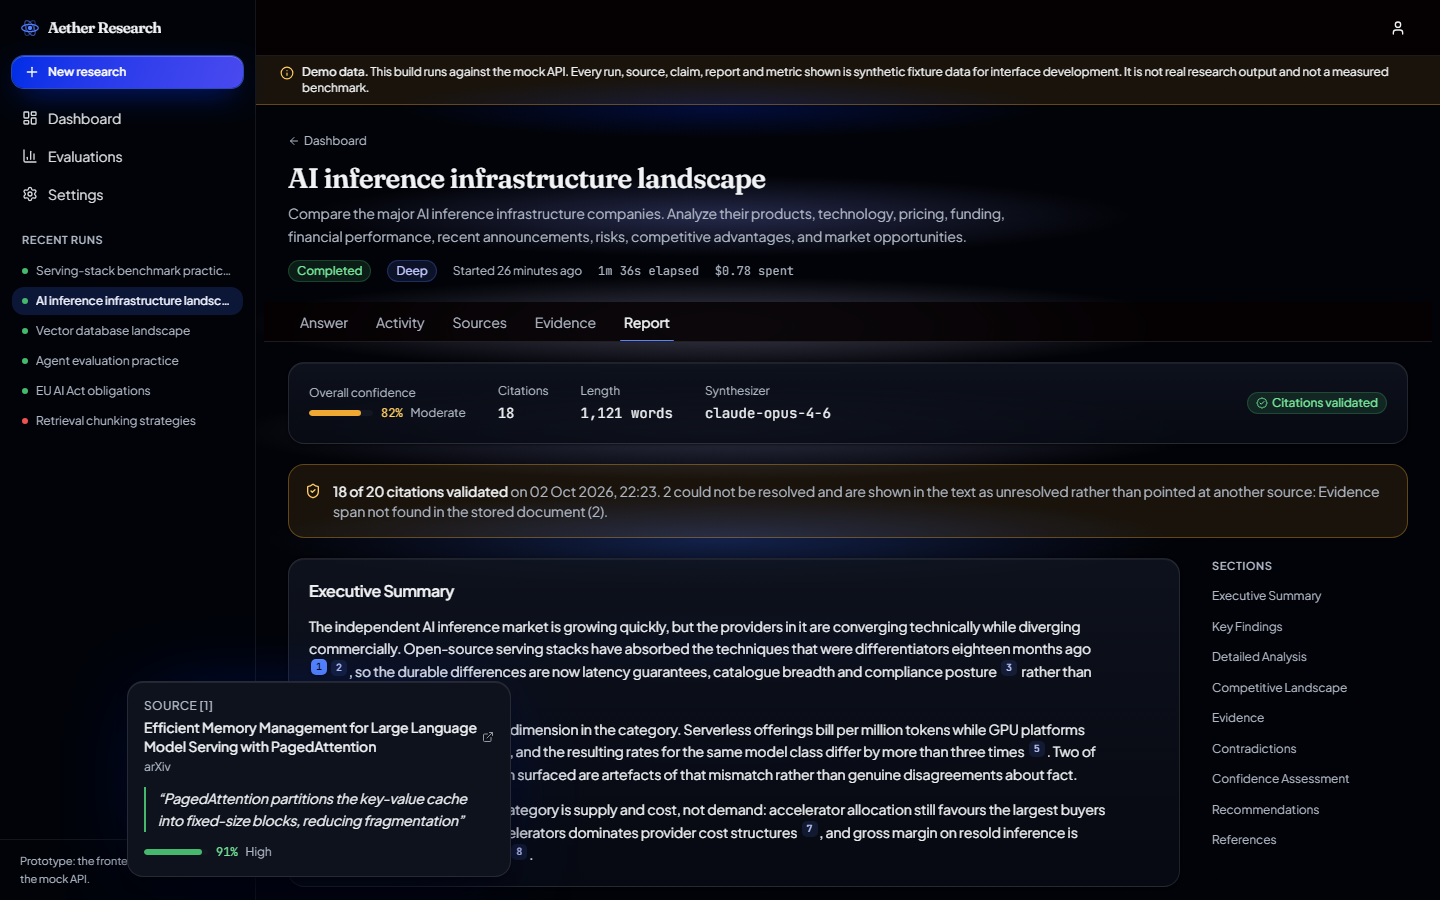 Aether Research
New research
Dashboard
Evaluations
Settings
RECENT RUNS
Serving-stack benchmark practic...
AI inference infrastructure landsc...
Vector database landscape
Agent evaluation practice
EU AI Act obligations
Retrieval chunking strategies
Prototype: the fronte
the mock API.
Demo data. This build runs against the mock API. Every run, source, claim, report and metric shown is synthetic fixture data for interface development. It is not real research output and not a measured
benchmark.
Dashboard
AI inference infrastructure landscape
Compare the major AI inference infrastructure companies. Analyze their products, technology, pricing, funding,
financial performance, recent announcements, risks, competitive advantages, and market opportunities.
Completed Deep Started 26 minutes ago 1m 36s elapsed $0.78 spent
Answer Activity Sources Evidence Report
Overall confidence Citations Length Synthesizer
82% Moderate 18 1,121 words claude-opus-4-6
Citations validated
18 of 20 citations validated on 02 Oct 2026, 22:23. 2 could not be resolved and are shown in the text as unresolved rather than pointed at another source: Evidence
span not found in the stored document (2).
Executive Summary
The independent AI inference market is growing quickly, but the providers in it are converging technically while diverging
commercially. Open-source serving stacks have absorbed the techniques that were differentiators eighteen months ago
1 2 , so the durable differences are now latency guarantees, catalogue breadth and compliance posture 3 rather than
dimension in the category. Serverless offerings bill per million tokens while GPU platforms
, and the resulting rates for the same model class differ by more than three times 5 . Two of
surfaced are artefacts of that mismatch rather than genuine disagreements about fact.
ategory is supply and cost, not demand: accelerator allocation still favours the largest buyers
elerators dominates provider cost structures 7 , and gross margin on resold inference is
8 .
SOURCE [1]
Efficient Memory Management for Large Language
Model Serving with PagedAttention
arXiv
“PagedAttention partitions the key-value cache
into fixed-size blocks, reducing fragmentation”
91% High
SECTIONS
Executive Summary
Key Findings
Detailed Analysis
Competitive Landscape
Evidence
Contradictions
Confidence Assessment
Recommendations
References